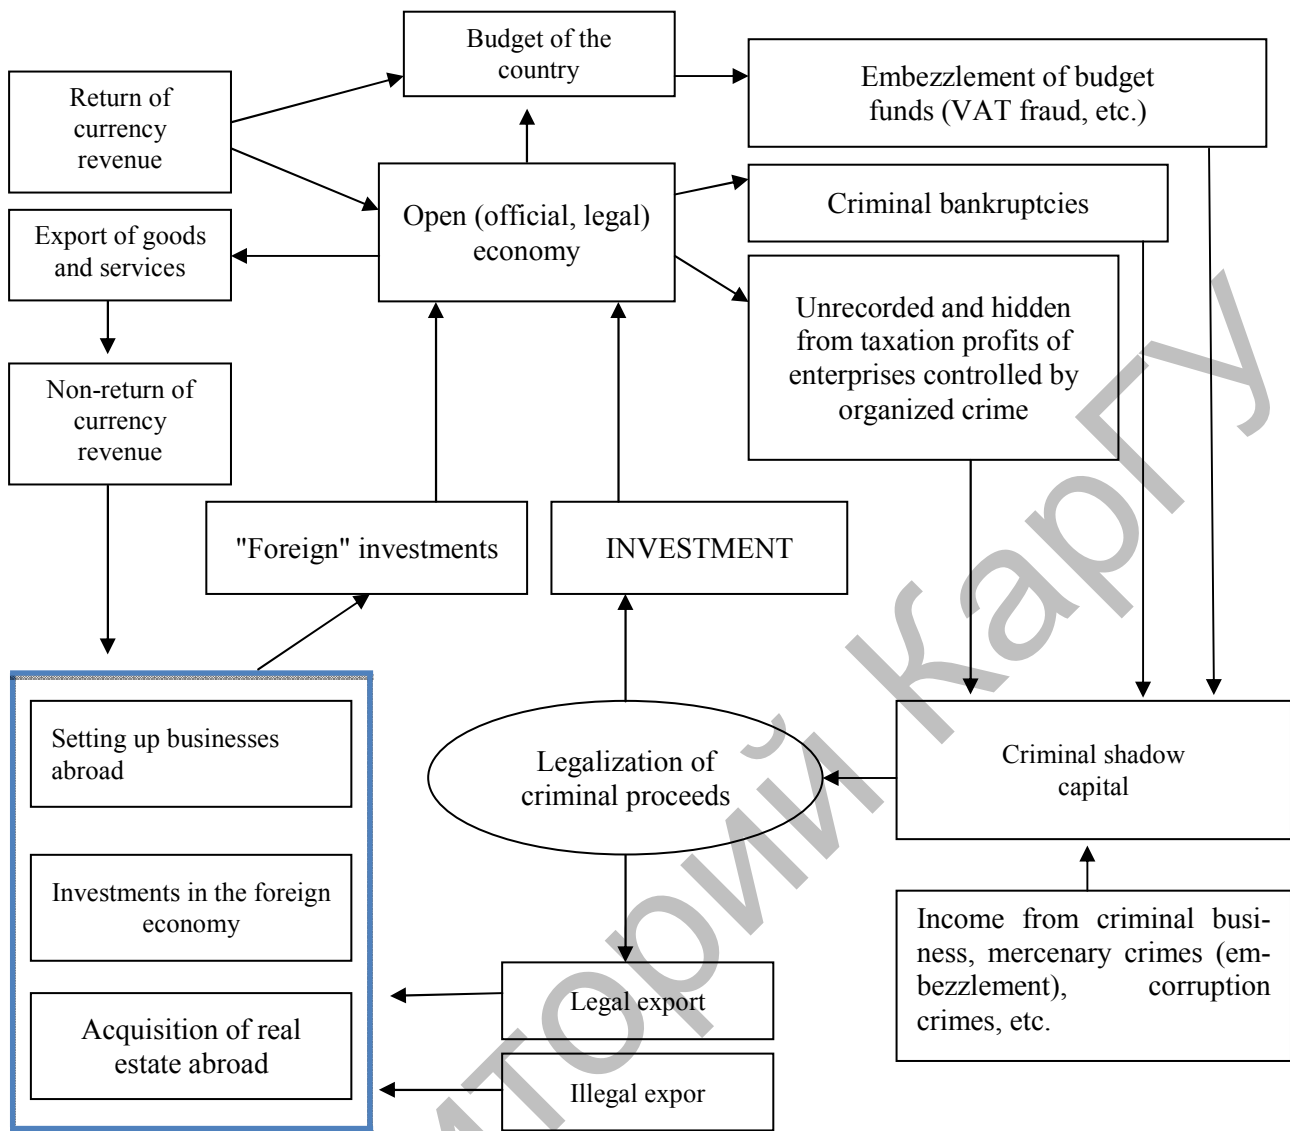 Budget of the
country
Return of
currency
revenue
Embezzlement of budget
funds (VAT fraud, etc.)
Open (official, legal)
economy
Criminal bankruptcies
Export of goods
and services
Unrecorded and hidden
from taxation profits of
enterprises controlled by
organized crime
Non-return of
currency
revenue
"Foreign" investments
INVESTMENT
Setting up businesses
abroad
Investments in the foreign
economy
Acquisition of real
estate abroad
Legalization of
criminal proceeds
Criminal shadow
capital
Legal export
Illegal expor
Income from criminal busi-
ness, mercenary crimes (em-
bezzlement), corruption
crimes, etc.
иторий КарГУ